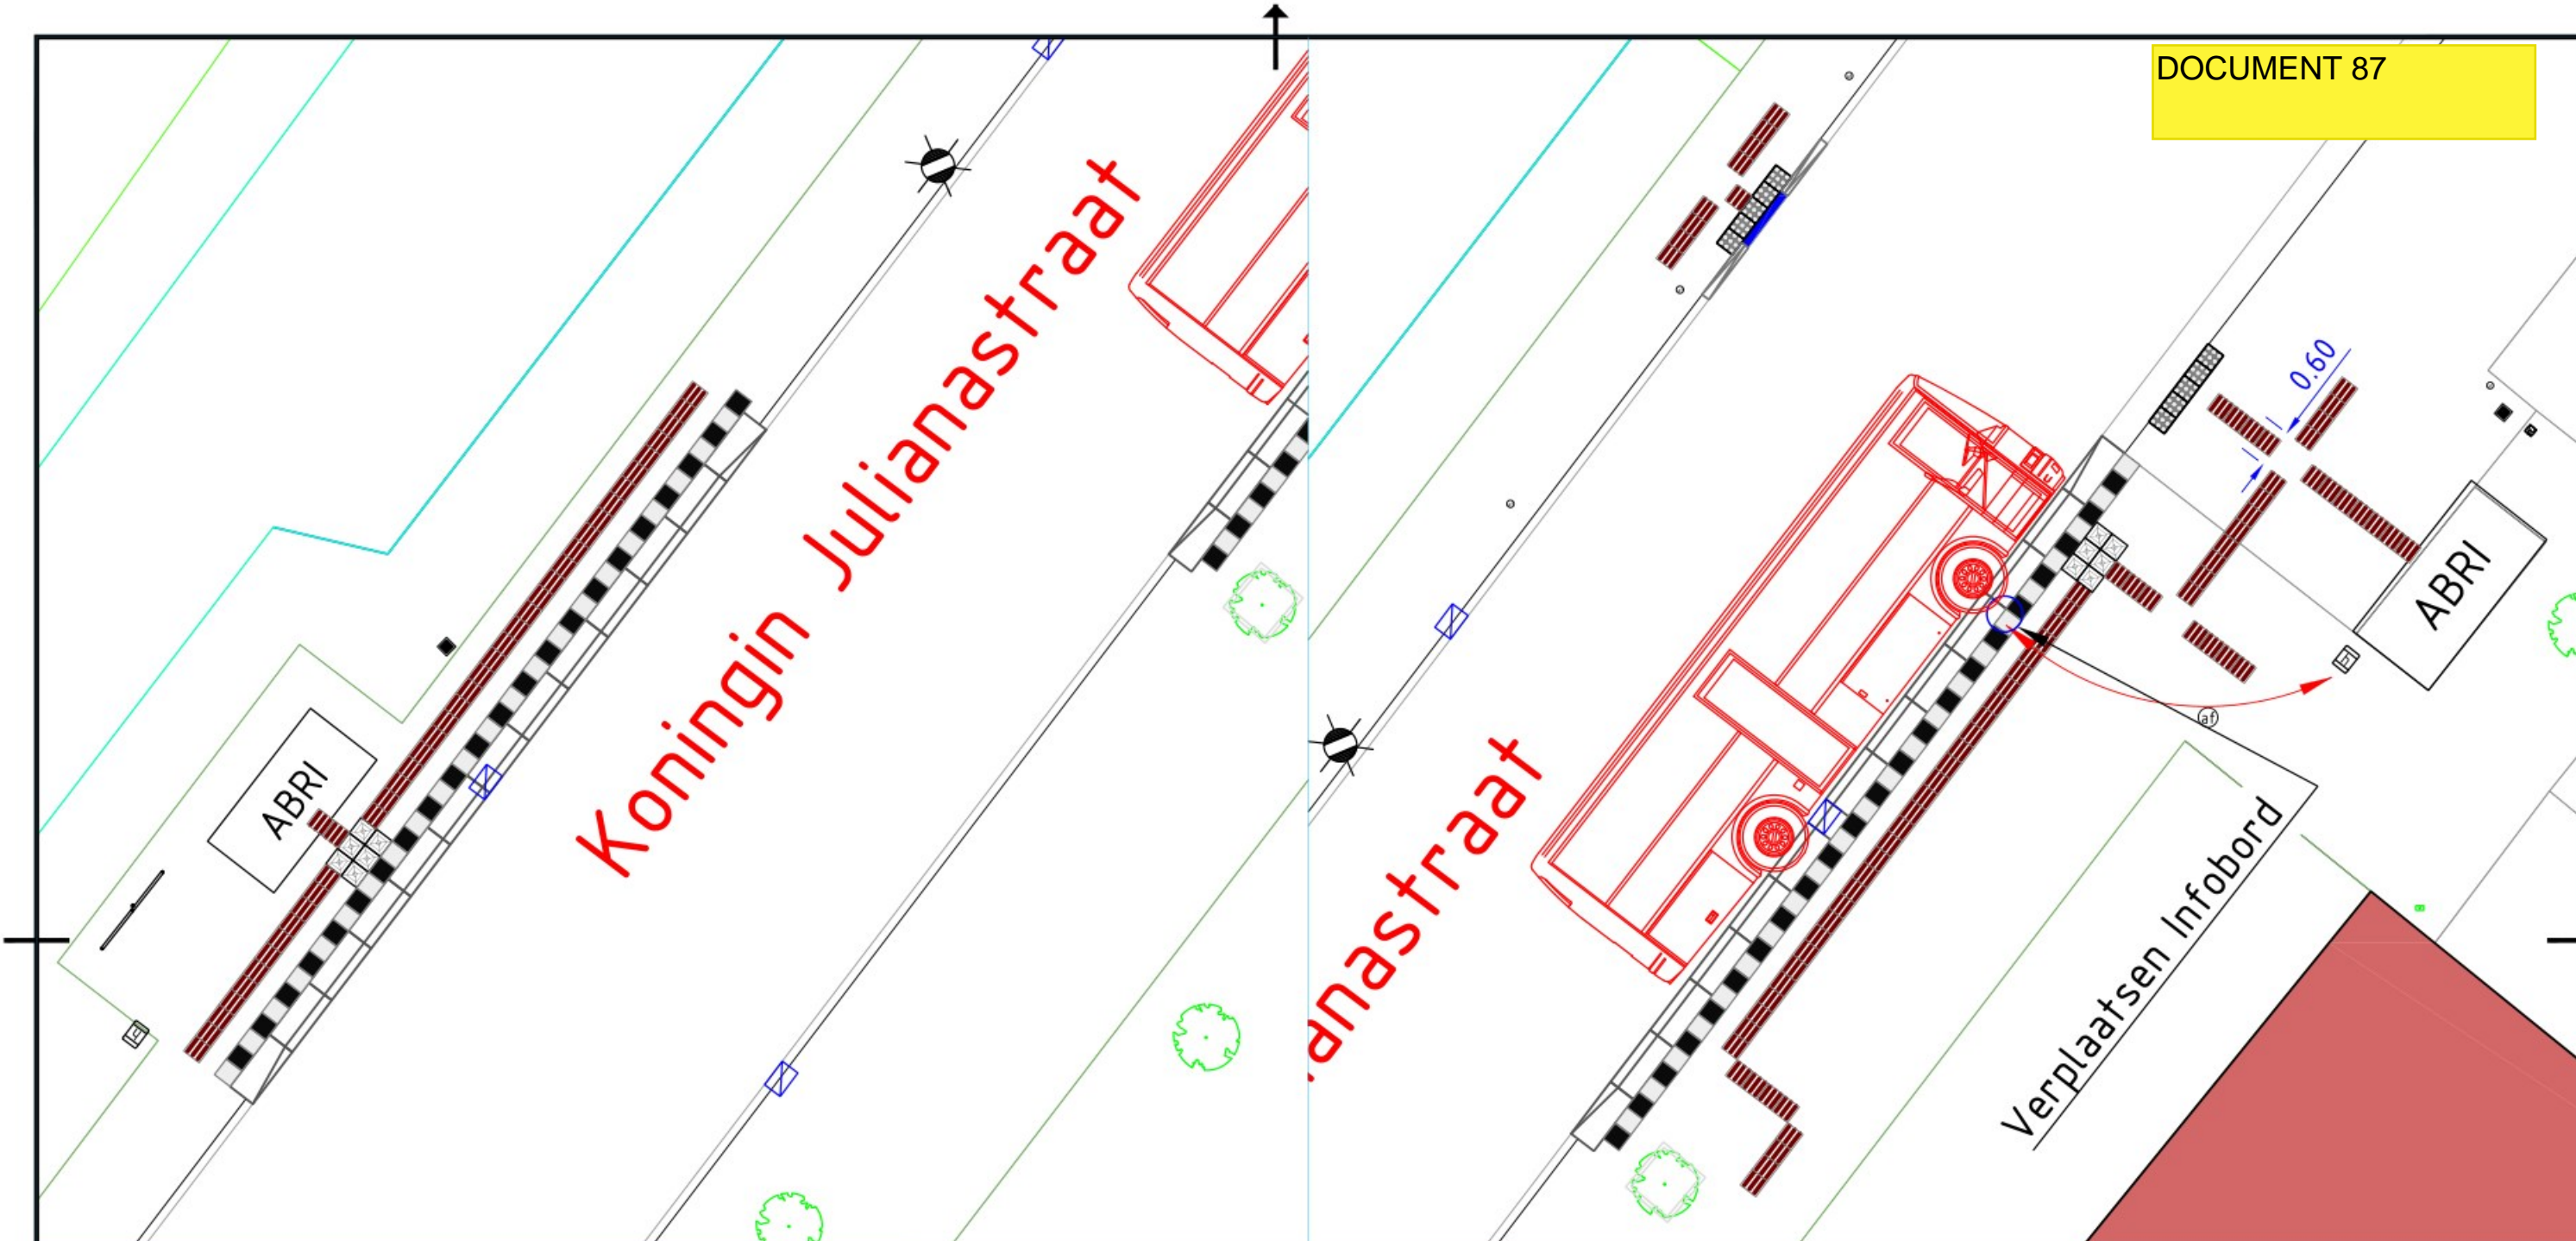 DOCUMENT 87
Koningin Julianastraat
ABRI
0.60
ABRI
af
anastraat
Verplaatsen Infobord